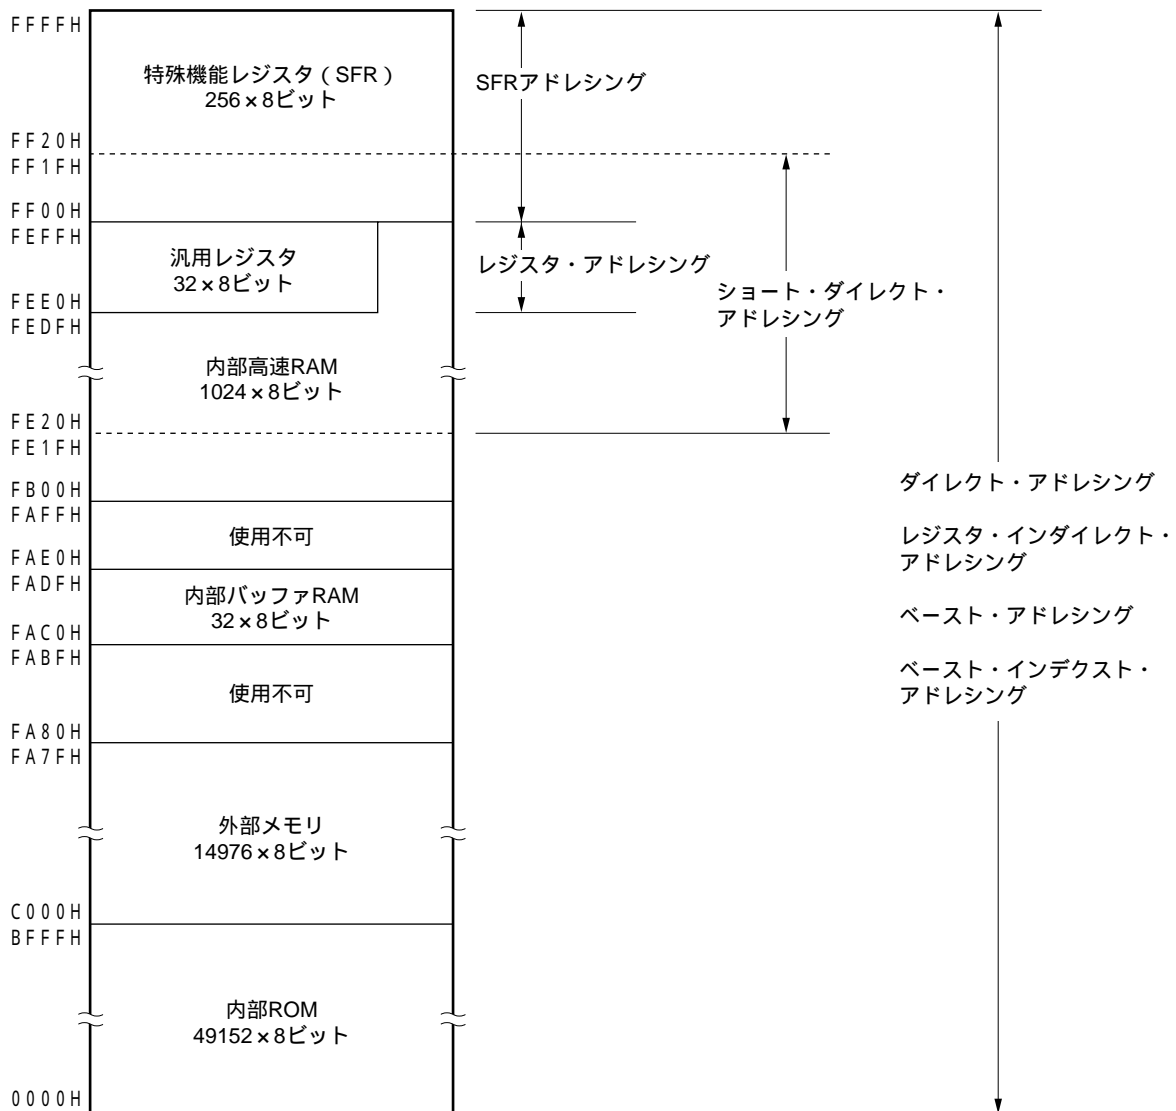 FFFFH
特殊機能レジスタ（SFR）
256×8ビット
SFRアドレシング
FF20H
FF1FH
FF00H
FEFFH
汎用レジスタ
32×8ビット
レジスタ・アドレシング
FEE0H
FEDFH
ショート・ダイレクト・
アドレシング
内部高速RAM
1024×8ビット
FE20H
FE1FH
FB00H
FAFFH
使用不可
FAE0H
FADFH
内部バッファRAM
32×8ビット
FAC0H
FABFH
使用不可
FA80H
FA7FH
ダイレクト・アドレシング
レジスタ・インダイレクト・
アドレシング
ベースト・アドレシング
ベースト・インデクスト・
アドレシング
外部メモリ
14976×8ビット
C000H
BFFFH
内部ROM
49152×8ビット
0000H